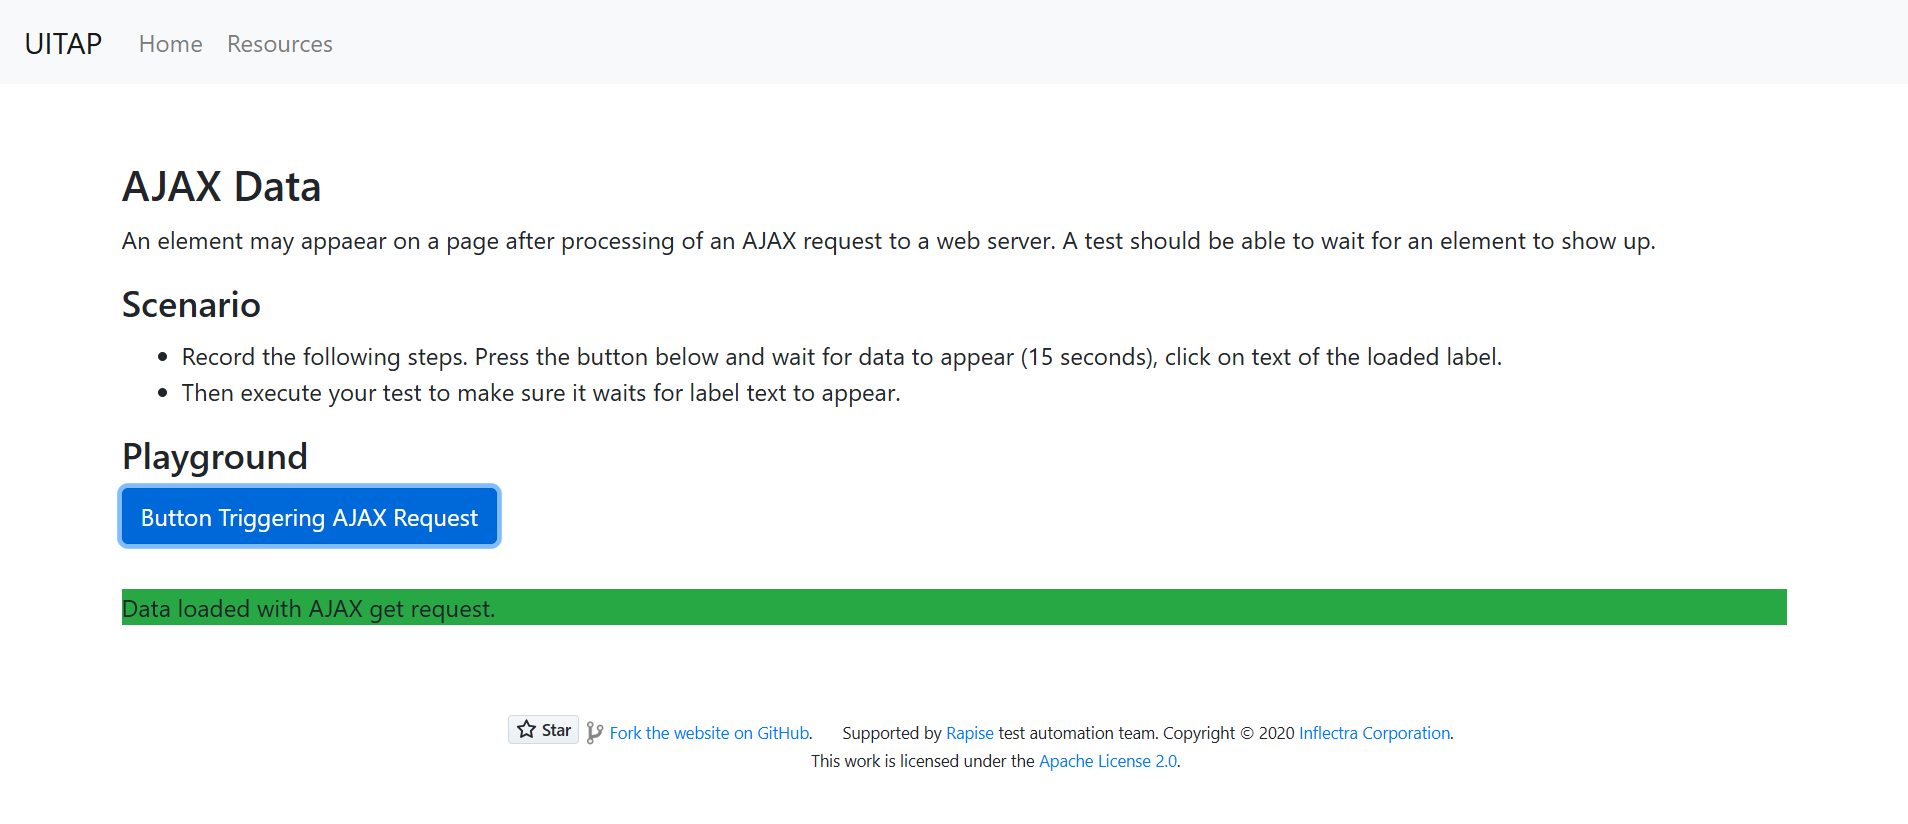 UITAP Home Resources
AJAX Data
An element may appaear on a page after processing of an AJAX request to a web server. A test should be able to wait for an element to show up.
Scenario
Record the following steps. Press the button below and wait for data to appear (15 seconds), click on text of the loaded label.
Then execute your test to make sure it waits for label text to appear.
Playground
Button Triggering AJAX Request
Data loaded with AJAX get request.
Star Fork the website on GitHub. Supported by Rapise test automation team. Copyright © 2020 Inflectra Corporation.
This work is licensed under the Apache License 2.0.